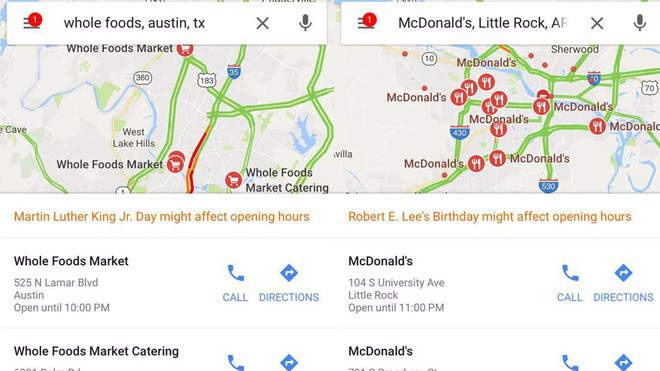 1
whole foods, austin, tx
Whole Foods Market
360
183
35
West
Lake Hills
e Cave
Whole Foods Market
Whole Foods
Market Catering
1
Martin Luther King Jr. Day might affect opening hours
Whole Foods Market
525 N Lamar Blvd
Austin
Open until 10:00 PM
CALL
DIRECTIONS
Whole Foods Market Catering
1
McDonald's, Little Rock, AR
10
Sherwood
McDonald's
40
70
McDonald's
McDonald's
430
McDonald's
villa
McDonald's
530
Robert E. Lee's Birthday might affect opening hours
McDonald's
104 S University Ave
Little Rock
Open until 11:00 PM
CALL
DIRECTIONS
McDonald's